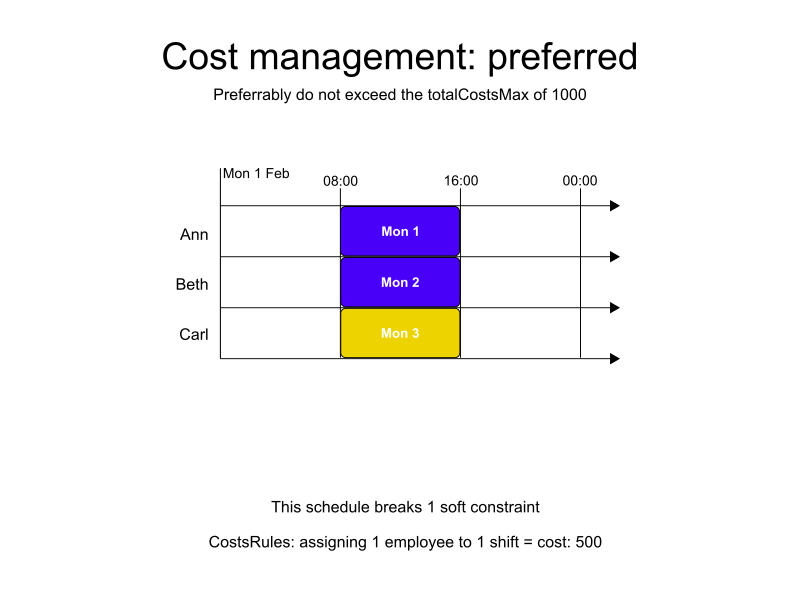 Cost management: preferred
Preferrably do not exceed the totalCostsMax of 1000
Mon 1 Feb
08:00
16:00
00:00
Ann
Mon 1
Beth
Mon 2
Carl
Mon 3
This schedule breaks 1 soft constraint
CostsRules: assigning 1 employee to 1 shift = cost: 500